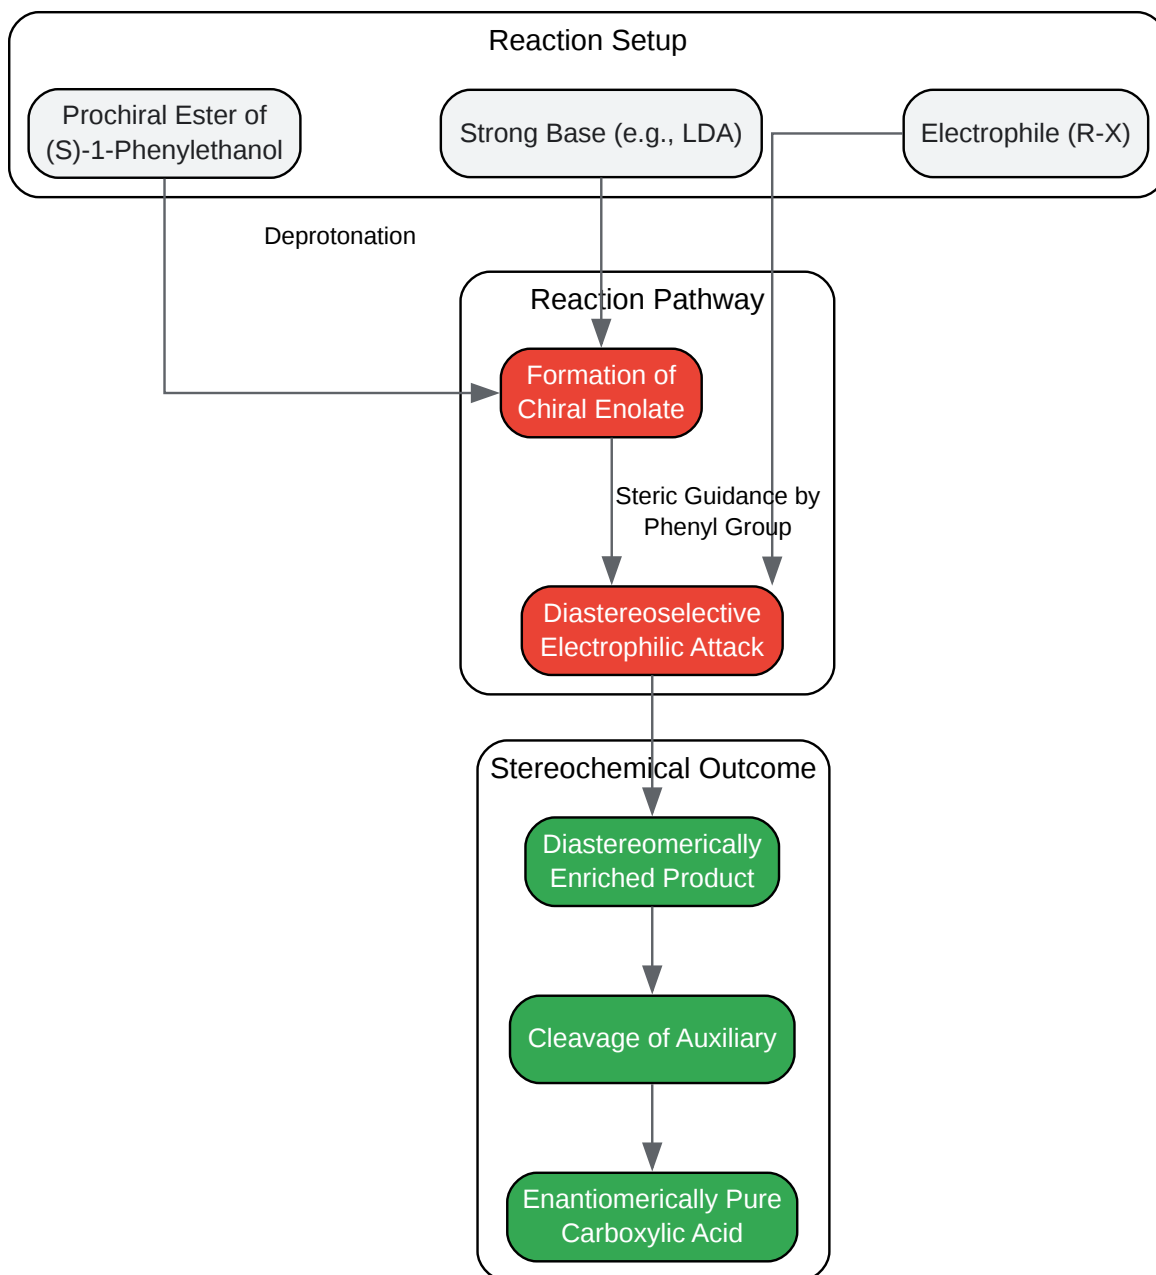 Reaction Setup
Prochiral Ester of
(S)-1-Phenylethanol
Strong Base (e.g., LDA)
Electrophile (R-X)
Deprotonation
Reaction Pathway
Formation of
Chiral Enolate
Steric Guidance by
Phenyl Group
Diastereoselective
Electrophilic Attack
Stereochemical Outcome
Diastereomerically
Enriched Product
Cleavage of Auxiliary
Enantiomerically Pure
Carboxylic Acid